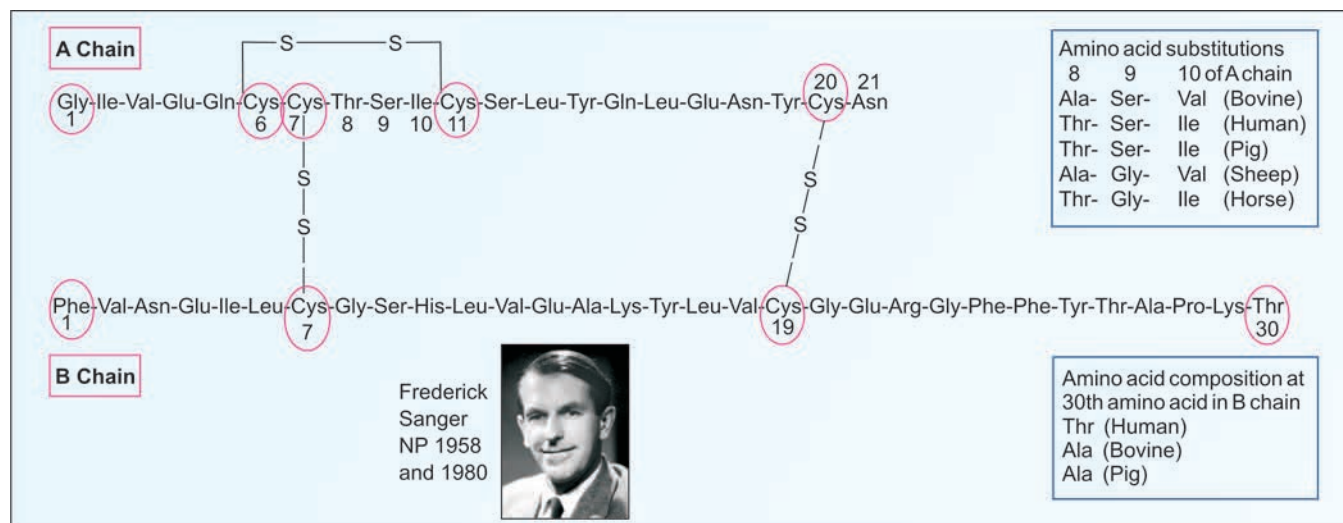 A Chain
S S
Gly-Ile-Val-Glu-Gln-Cys-Cys-Thr-Ser-Ile-Cys-Ser-Leu-Tyr-Gln-Leu-Glu-Asn-Tyr-Cys-Asn
1 6 7 8 9 10 11 20 21
S S
S S
Phe-Val-Asn-Glu-Ile-Leu-Cys-Gly-Ser-His-Leu-Val-Glu-Ala-Lys-Tyr-Leu-Val-Cys-Gly-Glu-Arg-Gly-Phe-Phe-Tyr-Thr-Ala-Pro-Lys-Thr
1 7 19 30
B Chain
Amino acid substitutions
8 9 10 of A chain
Ala- Ser- Val (Bovine)
Thr- Ser- Ile (Human)
Thr- Ser- Ile (Pig)
Ala- Gly- Val (Sheep)
Thr- Gly- Ile (Horse)
Frederick
Sanger
NP 1958
and 1980
Amino acid composition at
30th amino acid in B chain
Thr (Human)
Ala (Bovine)
Ala (Pig)